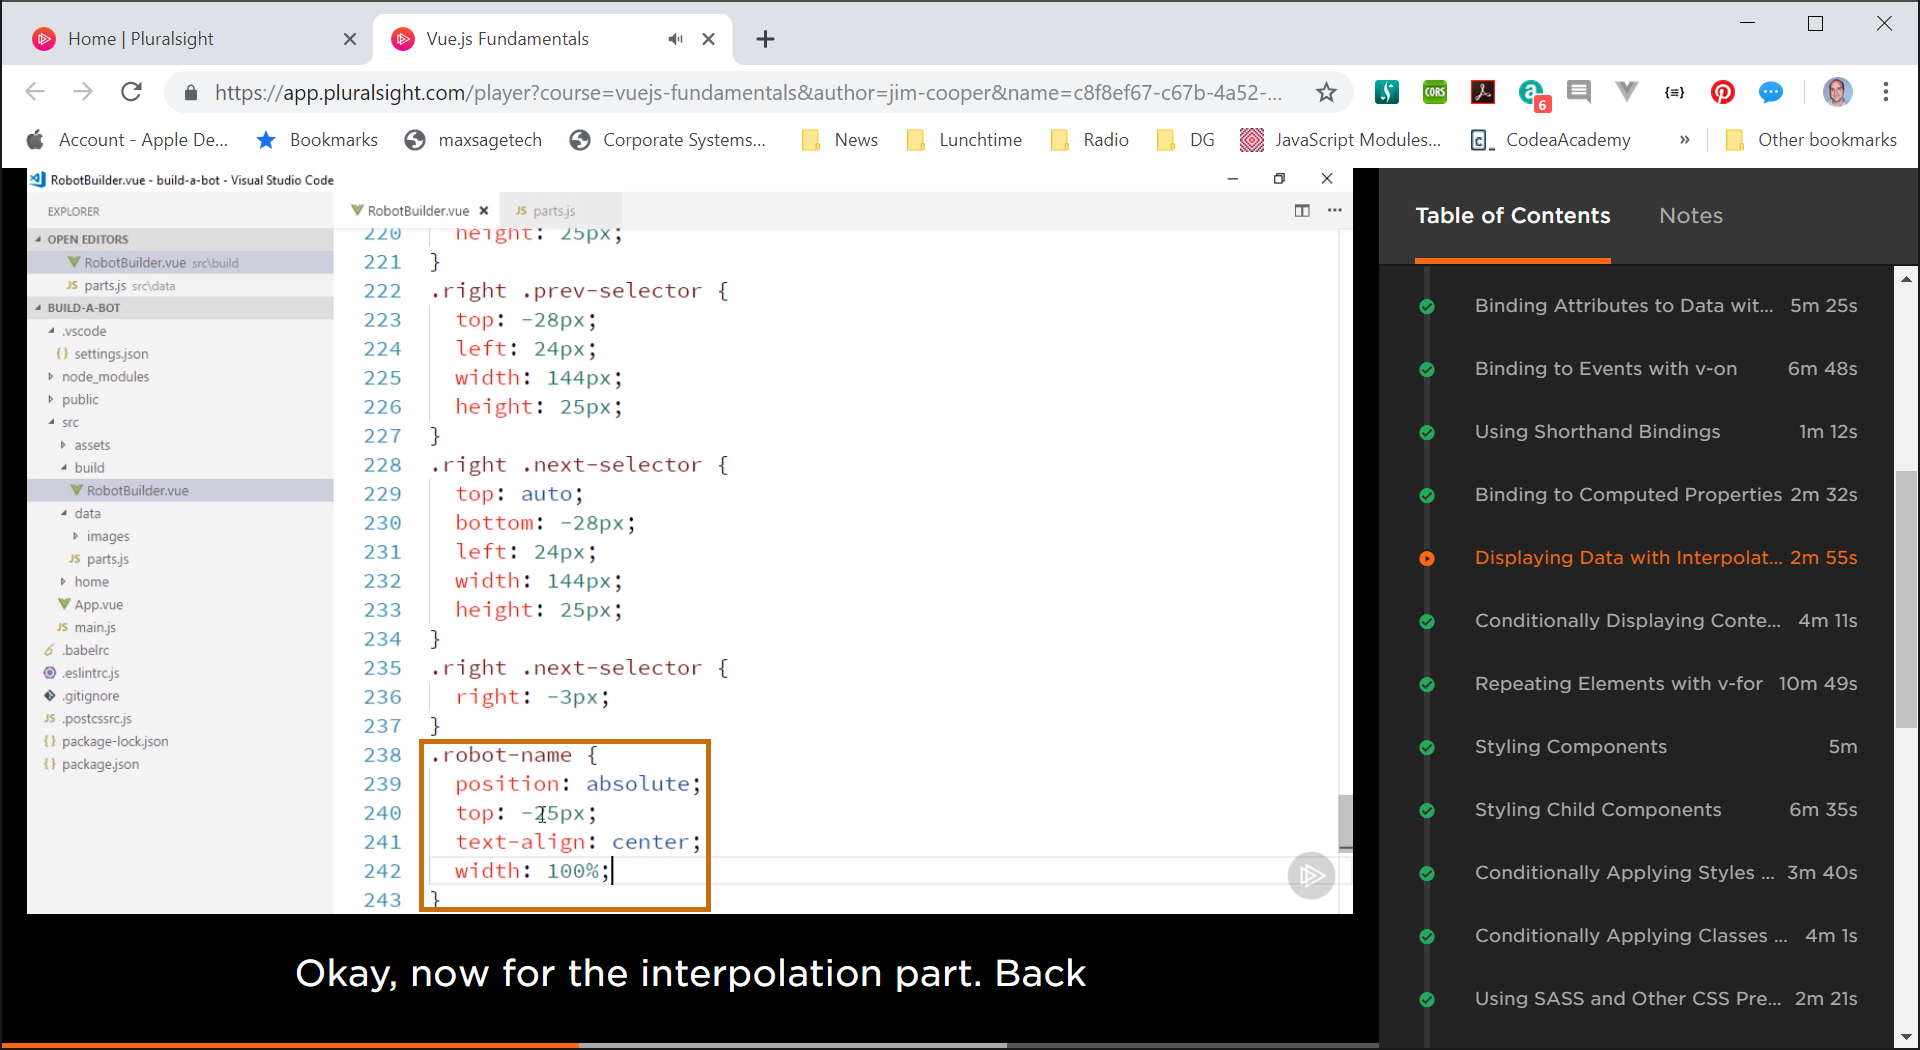 Home | Pluralsight
Vue.js Fundamentals
https://app.pluralsight.com/player?course=vuejs-fundamentals&author=jim-cooper&name=c8f8ef67-c67b-4a52-...
CORS
6
Account - Apple De...
Bookmarks
maxsagetech
Corporate Systems...
News
Lunchtime
Radio
DG
JavaScript Modules...
CodeaAcademy
»
Other bookmarks
RobotBuilder.vue - build-a-bot - Visual Studio Code
EXPLORER
OPEN EDITORS
RobotBuilder.vue src\build
JS parts.js src\data
BUILD-A-BOT
.vscode
{} settings.json
node_modules
public
src
assets
build
RobotBuilder.vue
data
images
JS parts.js
home
App.vue
JS main.js
.babelrc
.eslintrc.js
.gitignore
JS .postcssrc.js
{} package-lock.json
{} package.json
RobotBuilder.vue
JS parts.js
220 height: 25px;
221 }
222 .right .prev-selector {
223 top: -28px;
224 left: 24px;
225 width: 144px;
226 height: 25px;
227 }
228 .right .next-selector {
229 top: auto;
230 bottom: -28px;
231 left: 24px;
232 width: 144px;
233 height: 25px;
234 }
235 .right .next-selector {
236 right: -3px;
237 }
238 .robot-name {
239 position: absolute;
240 top: -25px;
241 text-align: center;
242 width: 100%;
243 }
Okay, now for the interpolation part. Back
Table of Contents
Notes
Binding Attributes to Data wit... 5m 25s
Binding to Events with v-on 6m 48s
Using Shorthand Bindings 1m 12s
Binding to Computed Properties 2m 32s
Displaying Data with Interpolat... 2m 55s
Conditionally Displaying Conte... 4m 11s
Repeating Elements with v-for 10m 49s
Styling Components 5m
Styling Child Components 6m 35s
Conditionally Applying Styles ... 3m 40s
Conditionally Applying Classes ... 4m 1s
Using SASS and Other CSS Pre... 2m 21s